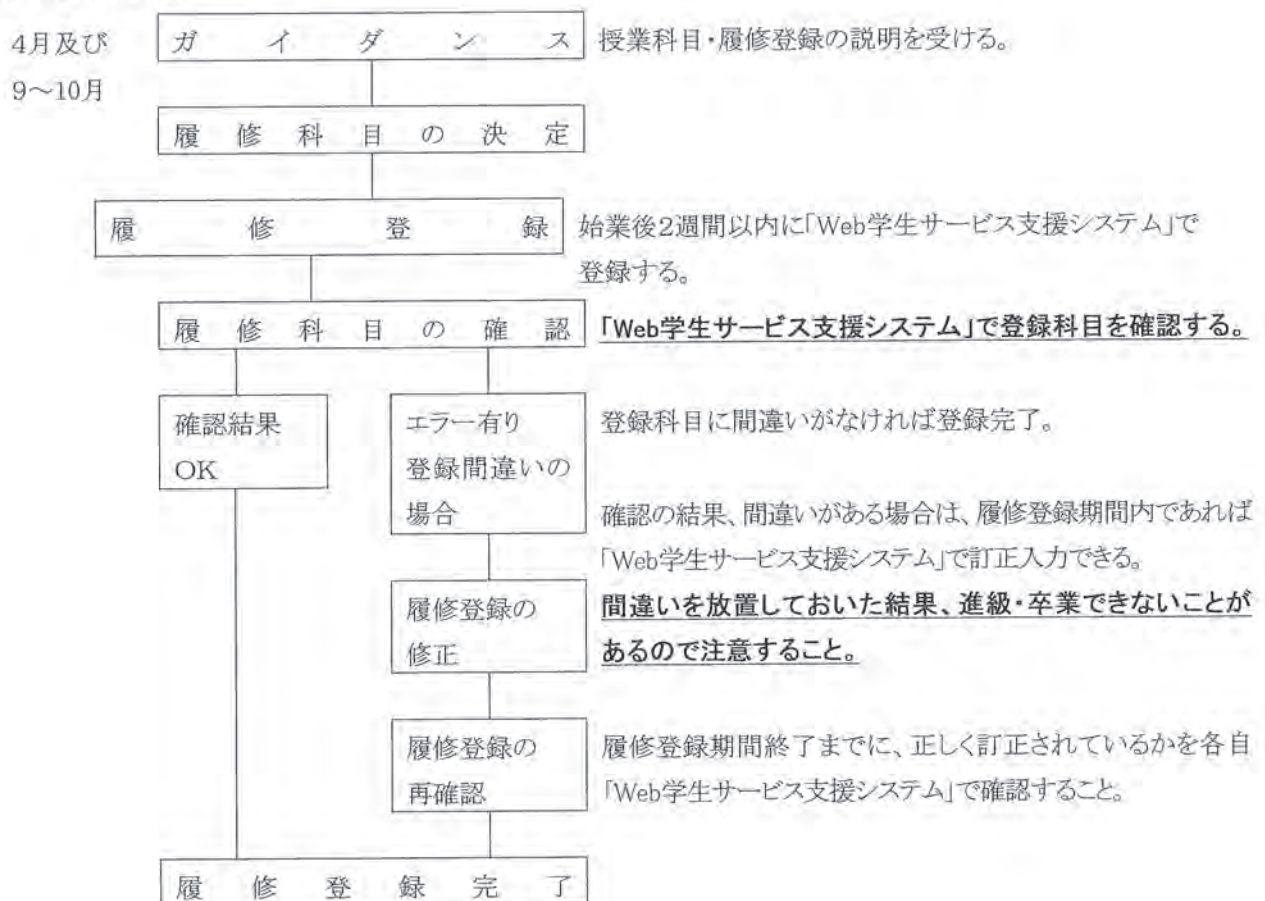 4月及び
9～10月
ガイダンス
授業科目・履修登録の説明を受ける。
履修科目の決定
履修登録
始業後2週間以内に「Web学生サービス支援システム」で
登録する。
履修科目の確認
「Web学生サービス支援システム」で登録科目を確認する。
確認結果
OK
エラー有り
登録間違いの
場合
登録科目に間違いがなければ登録完了。
確認の結果、間違いがある場合は、履修登録期間内であれば
「Web学生サービス支援システム」で訂正入力できる。
履修登録の
修正
間違いを放置しておいた結果、進級・卒業できないことが
あるので注意すること。
履修登録の
再確認
履修登録期間終了までに、正しく訂正されているかを各自
「Web学生サービス支援システム」で確認すること。
履修登録完了